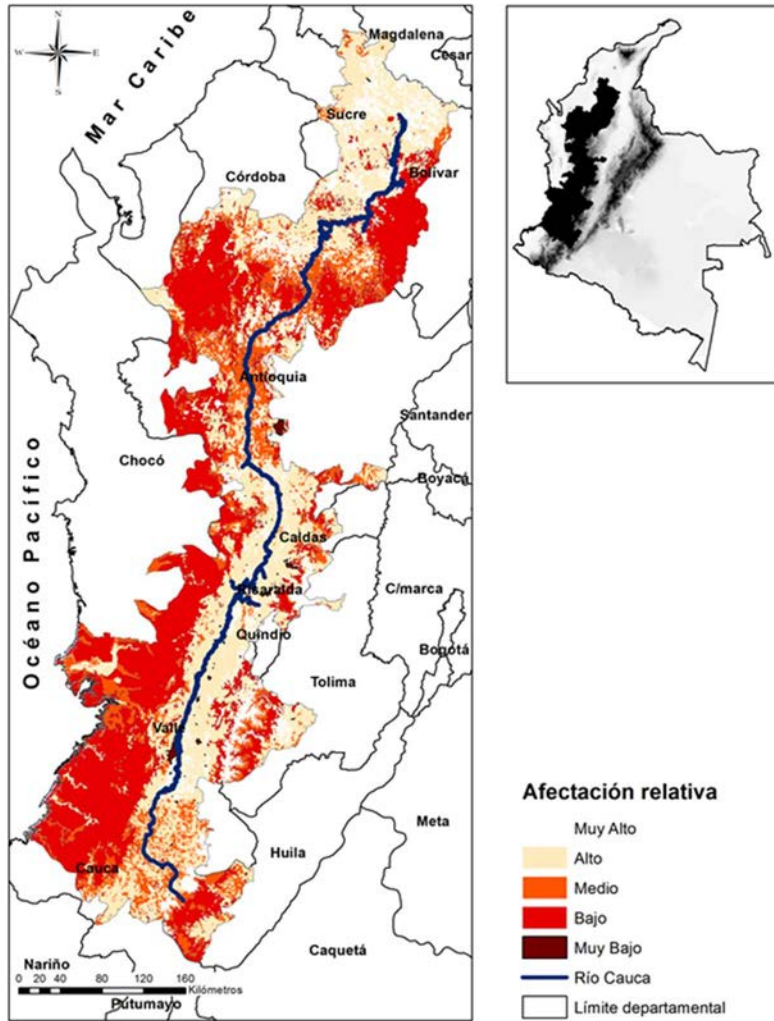 N
W E
S
Mar Caribe
Magdalena
Cesar
Sucre
Córdoba
Bolívar
Antioquia
Santander
Chocó
Boyacá
Océano Pacífico
Caldas
C/marca
Risaralda
Quindío
Bogotá
Tolima
Valle
Meta
Huila
Cauca
Caquetá
Nariño
0 20 40 80 120 160
Kilómetros
Putumayo
Afectación relativa
Muy Alto
Alto
Medio
Bajo
Muy Bajo
Río Cauca
Límite departamental